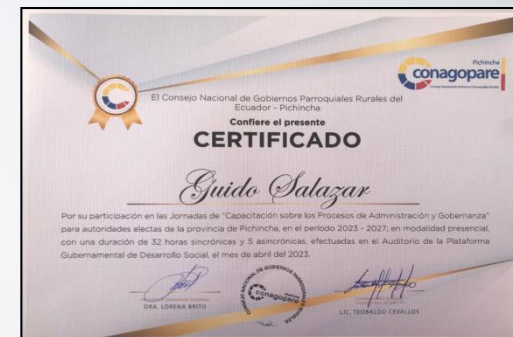 Pichincha
conagopare
El Consejo Nacional de Gobiernos Parroquiales Rurales del
Ecuador - Pichincha
Confiere el presente
CERTIFICADO
Guido Salazar
Por su participación en las Jornadas de "Capacitación sobre los Procesos de Administración y Gobernanza"
para autoridades electas de la provincia de Pichincha, en el período 2023 - 2027; en modalidad presencial,
con una duración de 32 horas sincrónicas y 5 asincrónicas, efectuadas en el Auditorio de la Plataforma
Gubernamental de Desarrollo Social, el mes de abril del 2023.
conagopare
DRA. LORENA BRITO
LIC. TEOBALDO CEVALLOS